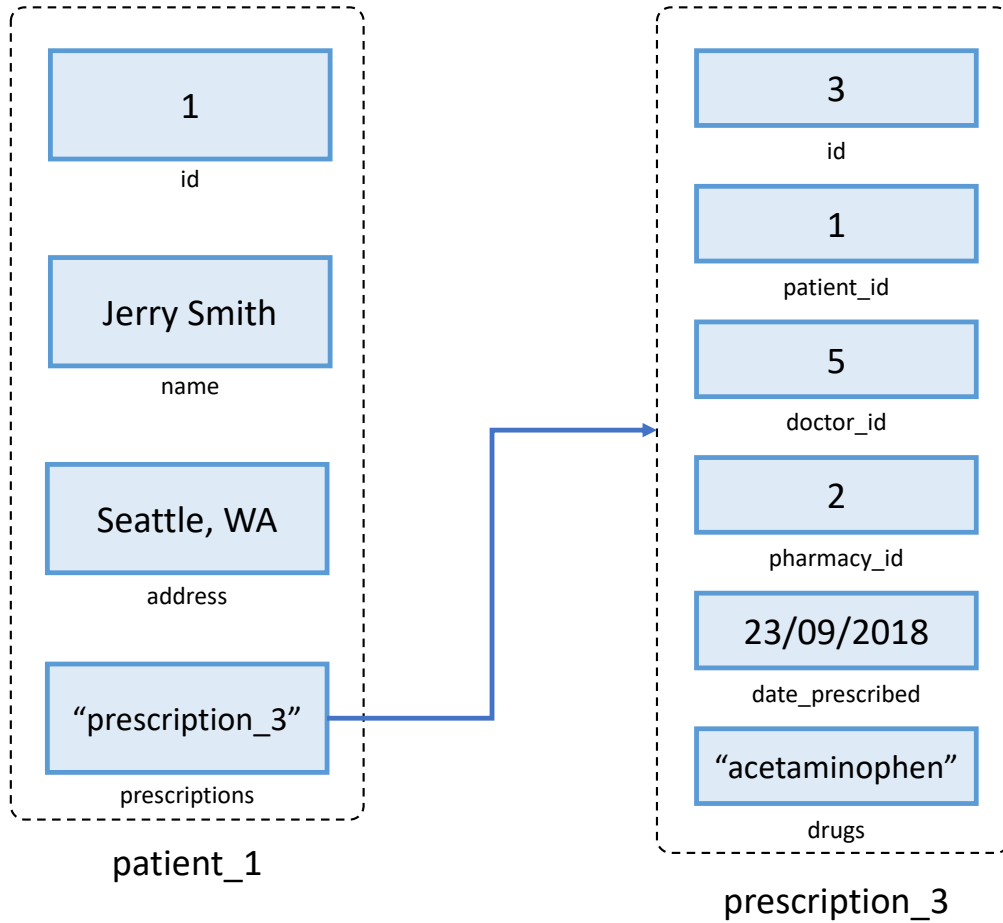 1
id
Jerry Smith
name
Seattle, WA
address
“prescription_3”
prescriptions
patient_1
3
id
1
patient_id
5
doctor_id
2
pharmacy_id
23/09/2018
date_prescribed
“acetaminophen”
drugs
prescription_3